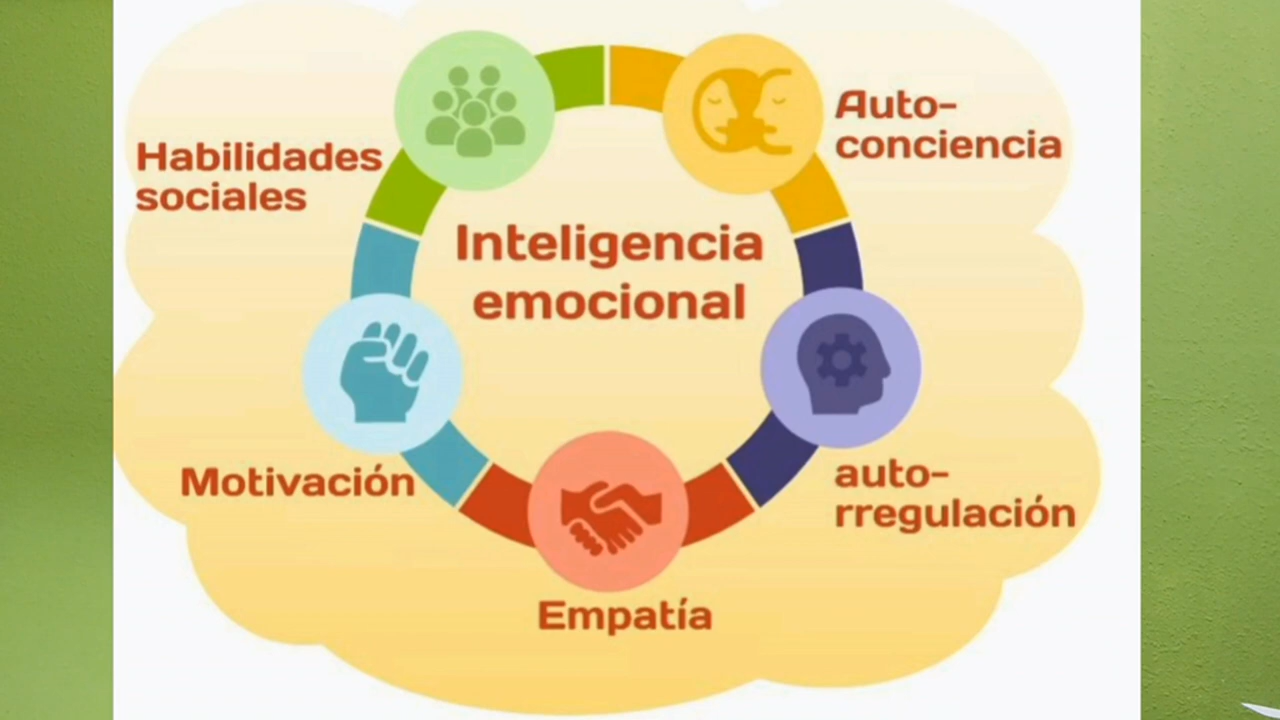 Auto-
conciencia
Habilidades
sociales
Inteligencia
emocional
Motivación
auto-
rregulación
Empatía